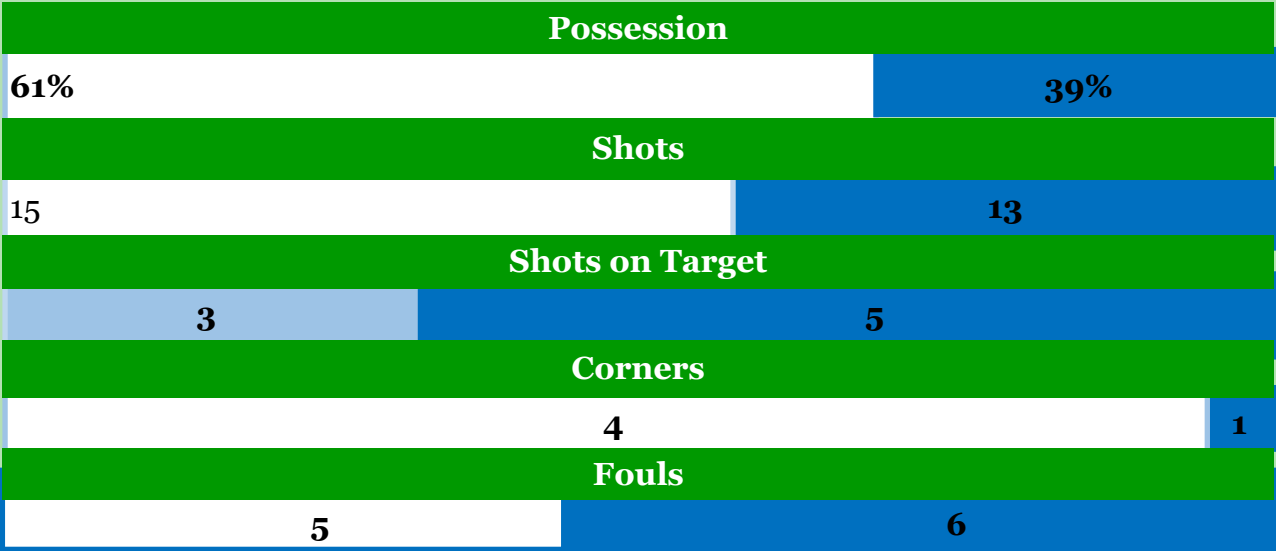 Possession
61% 39%
Shots
15 13
Shots on Target
3 5
Corners
4 1
Fouls
5 6